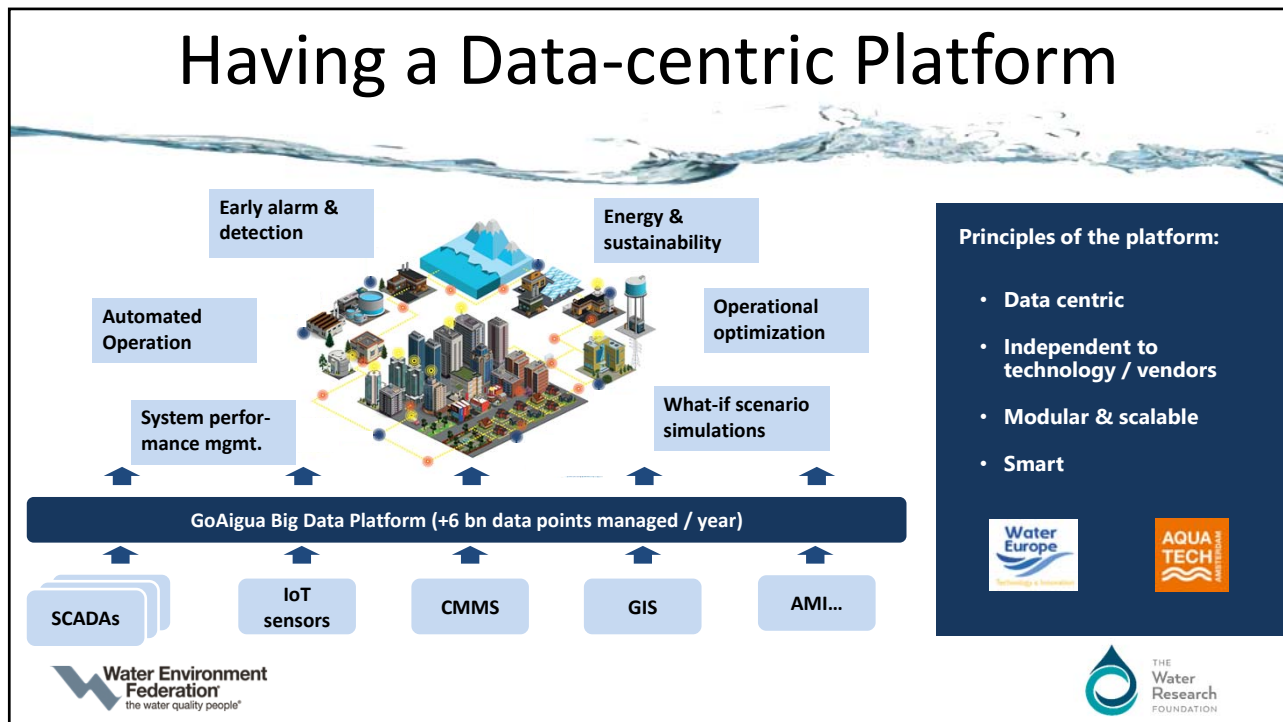 Having a Data-centric Platform
Early alarm &
detection
Energy &
sustainability
Automated
Operation
Operational
optimization
System perfor-
mance mgmt.
What-if scenario
simulations
GoAigua Big Data Platform (+6 bn data points managed / year)
SCADAs
IoT
sensors
CMMS
GIS
AMI…
Principles of the platform:
• Data centric
• Independent to
technology / vendors
• Modular & scalable
• Smart
Water
Europe
Technology & Innovation
AQUA
TECH
AMSTERDAM
Water Environment
Federation®
the water quality people®
THE
Water
Research
FOUNDATION